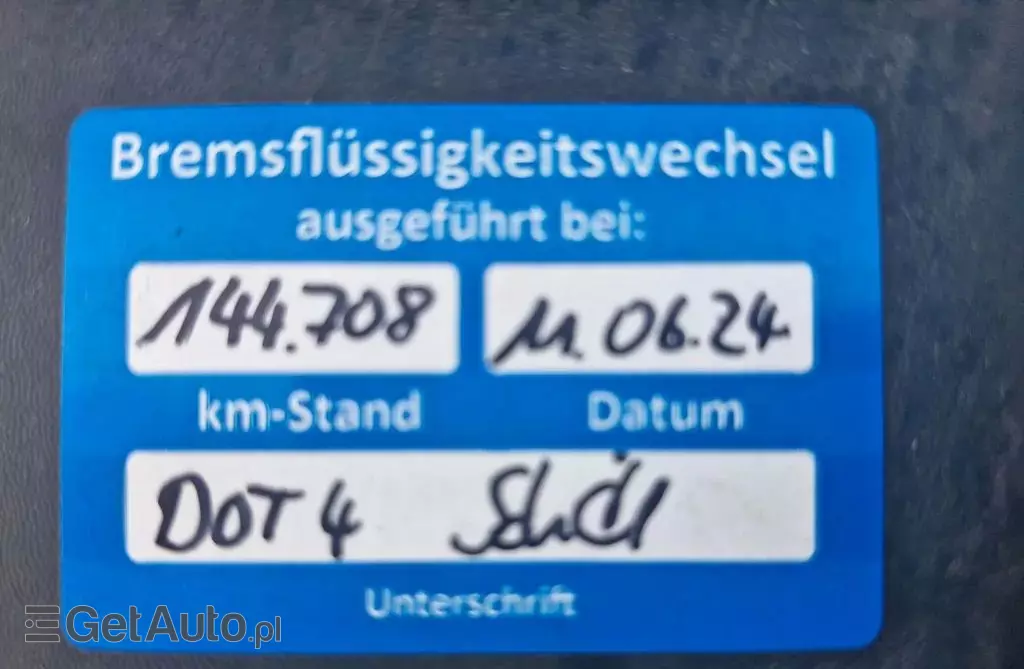 Bremsflüssigkeitswechsel
ausgeführt bei:
144.708 11.06.24
km-Stand Datum
DOT 4
Unterschrift
GetAuto.pl